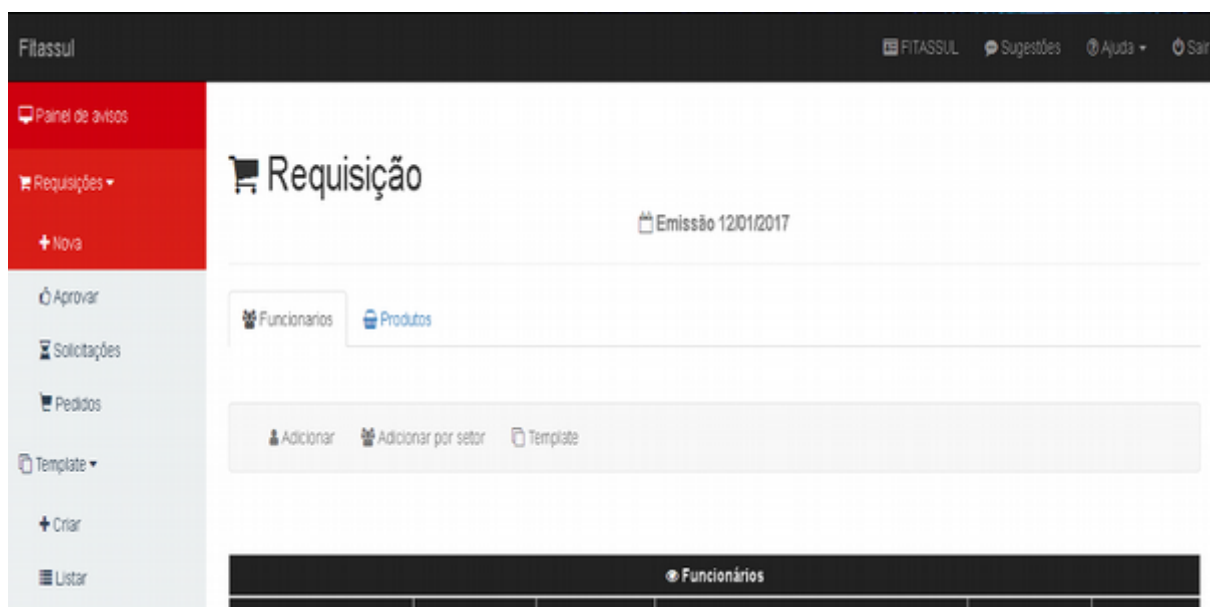 Fitassul
FITASSUL Sugestões Ajuda Sair
Painel de avisos
Requisições
Nova
Aprovar
Solicitações
Pedidos
Template
Criar
Listar
Requisição
Emissão 12/01/2017
Funcionarios Produtos
Adicionar Adicionar por setor Template
Funcionários